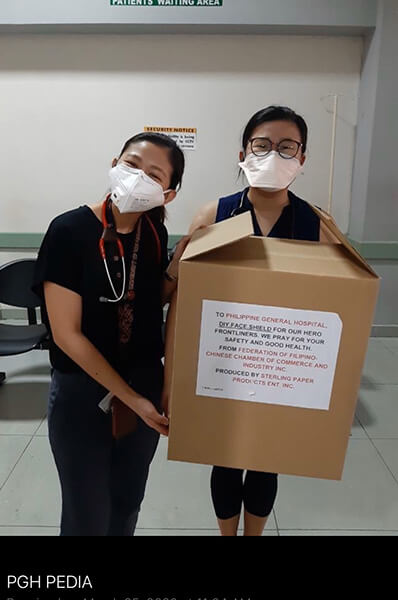 PATIENTS WAITING AREA
SECURITY NOTICE
TO PHILIPPINE GENERAL HOSPITAL,
DIY FACE SHIELD FOR OUR HERO
FRONTLINERS. WE PRAY FOR YOUR
SAFETY AND GOOD HEALTH.
FROM FEDERATION OF FILIPINO-
CHINESE CHAMBER OF COMMERCE AND
INDUSTRY INC.
PRODUCED BY STERLING PAPER
PRODUCTS ENT. INC.
PGH PEDIA